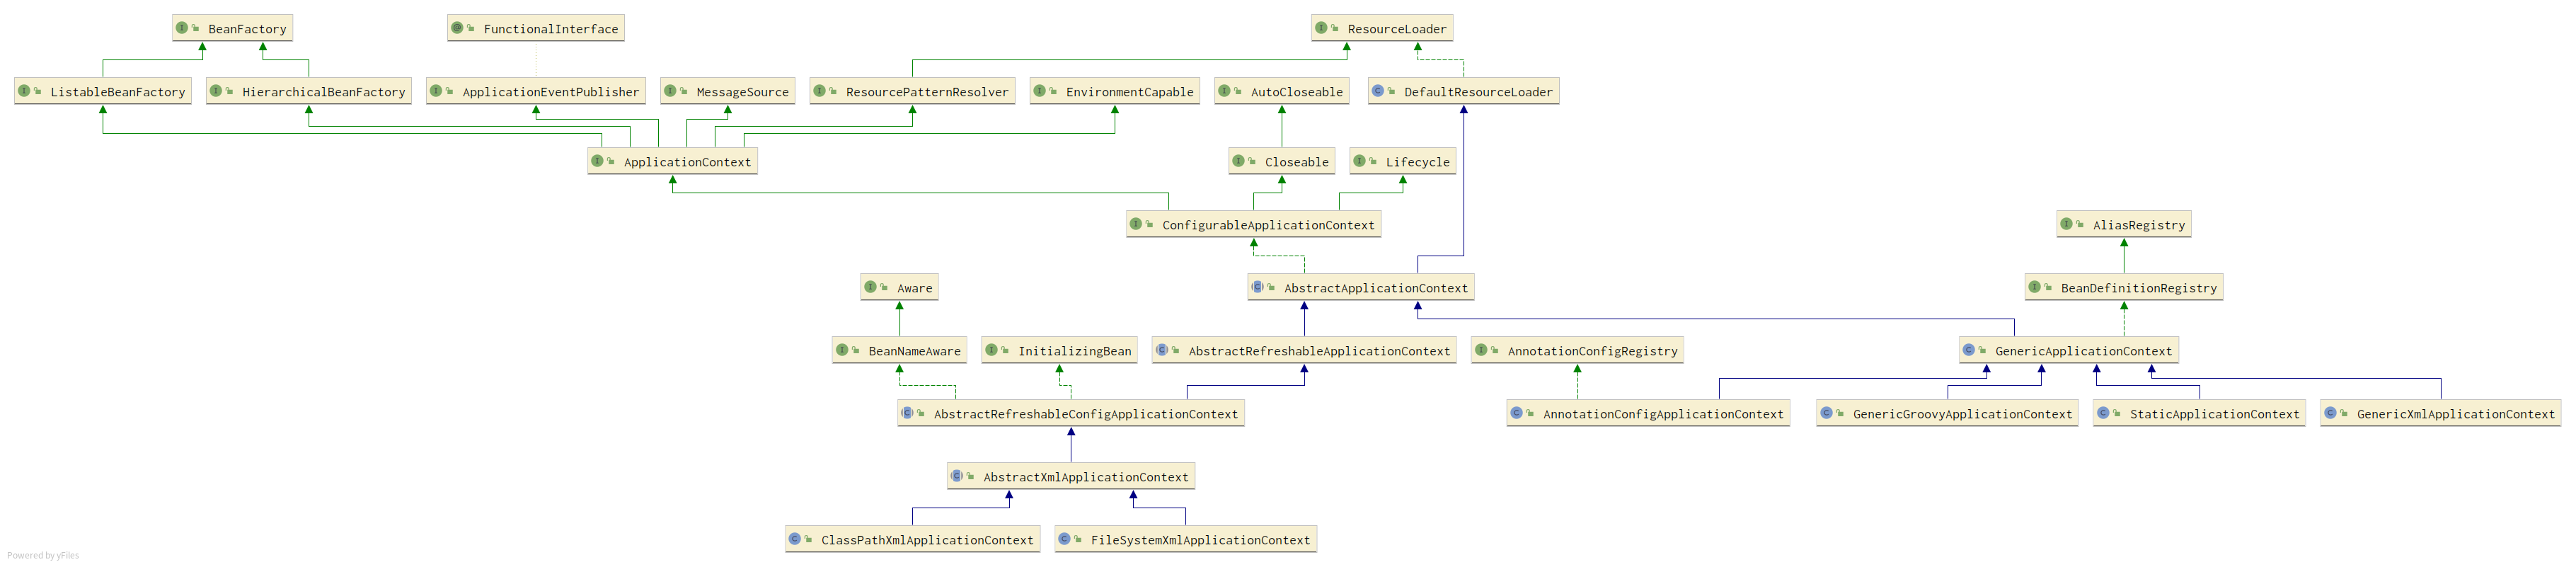 BeanFactory
FunctionalInterface
ResourceLoader
ListableBeanFactory
HierarchicalBeanFactory
ApplicationEventPublisher
MessageSource
ResourcePatternResolver
EnvironmentCapable
AutoCloseable
DefaultResourceLoader
ApplicationContext
Closeable
Lifecycle
ConfigurableApplicationContext
AliasRegistry
Aware
AbstractApplicationContext
BeanDefinitionRegistry
BeanNameAware
InitializingBean
AbstractRefreshableApplicationContext
AnnotationConfigRegistry
GenericApplicationContext
AbstractRefreshableConfigApplicationContext
AnnotationConfigApplicationContext
GenericGroovyApplicationContext
StaticApplicationContext
GenericXmlApplicationContext
AbstractXmlApplicationContext
ClassPathXmlApplicationContext
FileSystemXmlApplicationContext
Powered by yFiles